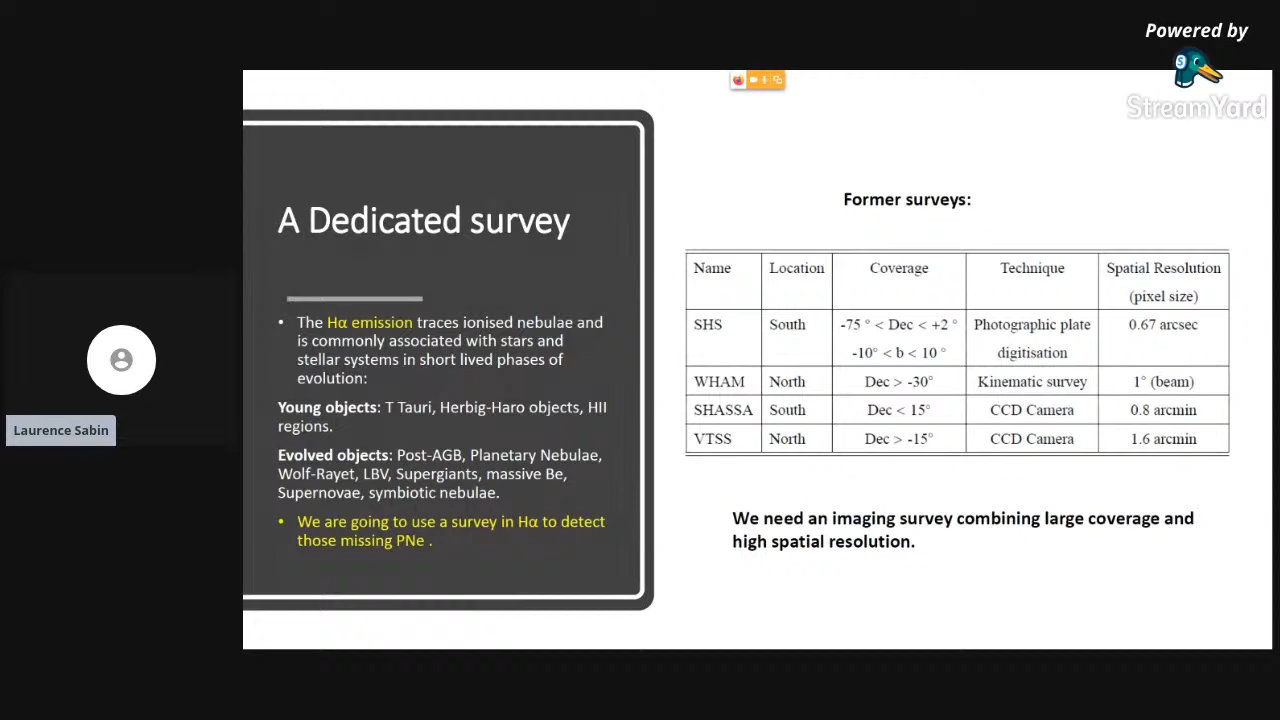 Powered by
StreamYard
A Dedicated survey
• The Hα emission traces ionised nebulae and
is commonly associated with stars and
stellar systems in short lived phases of
evolution:
Young objects: T Tauri, Herbig-Haro objects, HII
regions.
Evolved objects: Post-AGB, Planetary Nebulae,
Wolf-Rayet, LBV, Supergiants, massive Be,
Supernovae, symbiotic nebulae.
• We are going to use a survey in Hα to detect
those missing PNe .
Former surveys:
Name Location Coverage Technique Spatial Resolution
(pixel size)
SHS South -75 ° < Dec < +2 ° Photographic plate 0.67 arcsec
-10° < b < 10 ° digitisation
WHAM North Dec > -30° Kinematic survey 1° (beam)
SHASSA South Dec < 15° CCD Camera 0.8 arcmin
VTSS North Dec > -15° CCD Camera 1.6 arcmin
We need an imaging survey combining large coverage and
high spatial resolution.
Laurence Sabin